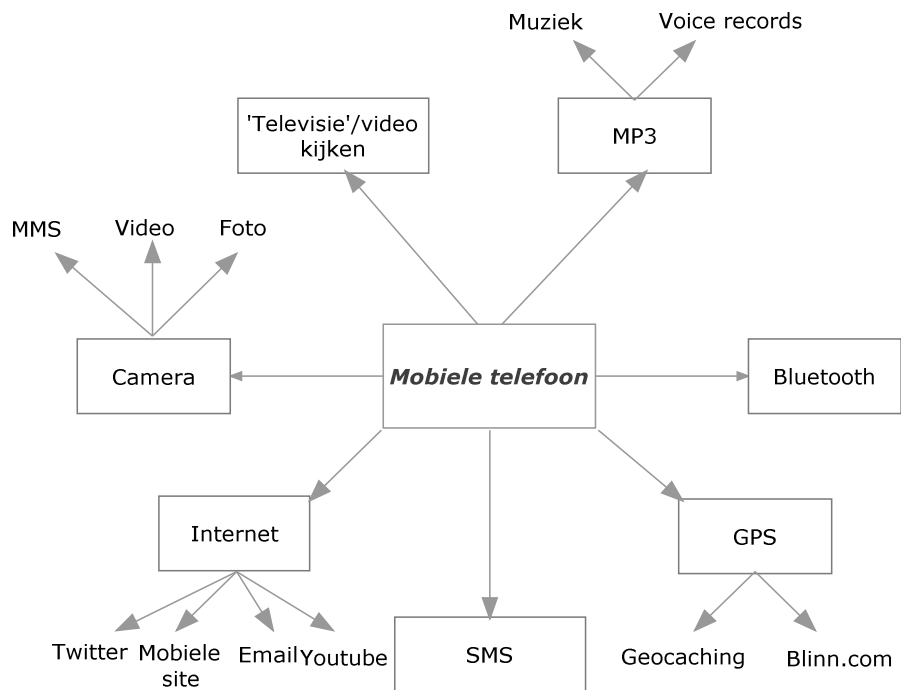 Muziek
Voice records
'Televisie'/video
kijken
MP3
MMS
Video
Foto
Camera
Mobiele telefoon
Bluetooth
Internet
GPS
Twitter
Mobiele
site
Email
Youtube
SMS
Geocaching
Blinn.com